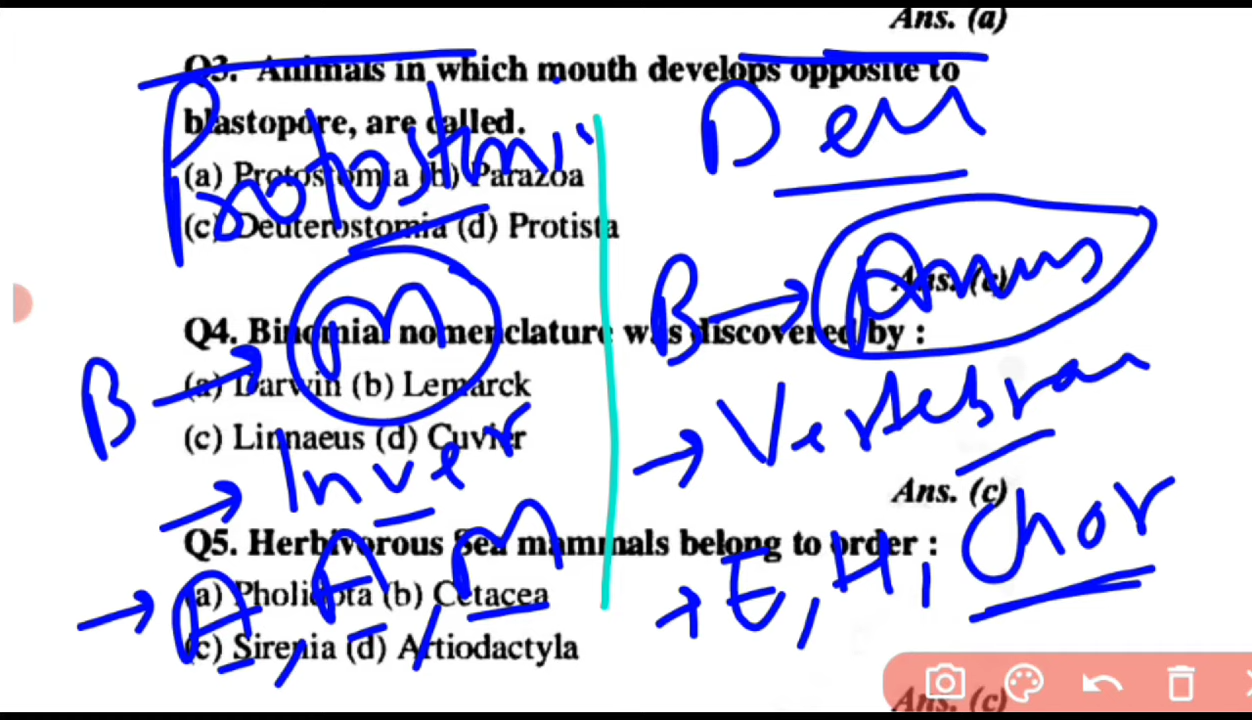 Ans. (a)
Q3. Animals in which mouth develops opposite to
blastopore, are called.
(a) Protostomia (b) Parazoa
(c) Deuterostomia (d) Protista
Ans. (c)
Q4. Binomial nomenclature was discovered by :
(a) Darwin (b) Lemarck
(c) Linnaeus (d) Cuvier
Ans. (c)
Q5. Herbivorous Sea mammals belong to order :
(a) Pholidota (b) Cetacea
(c) Sirenia (d) Artiodactyla
Ans. (c)
Protostomi
B → m
→ Inver
→ A, A, M
Deu
B → Anus
→ Vertebra
→ E, H, Chor